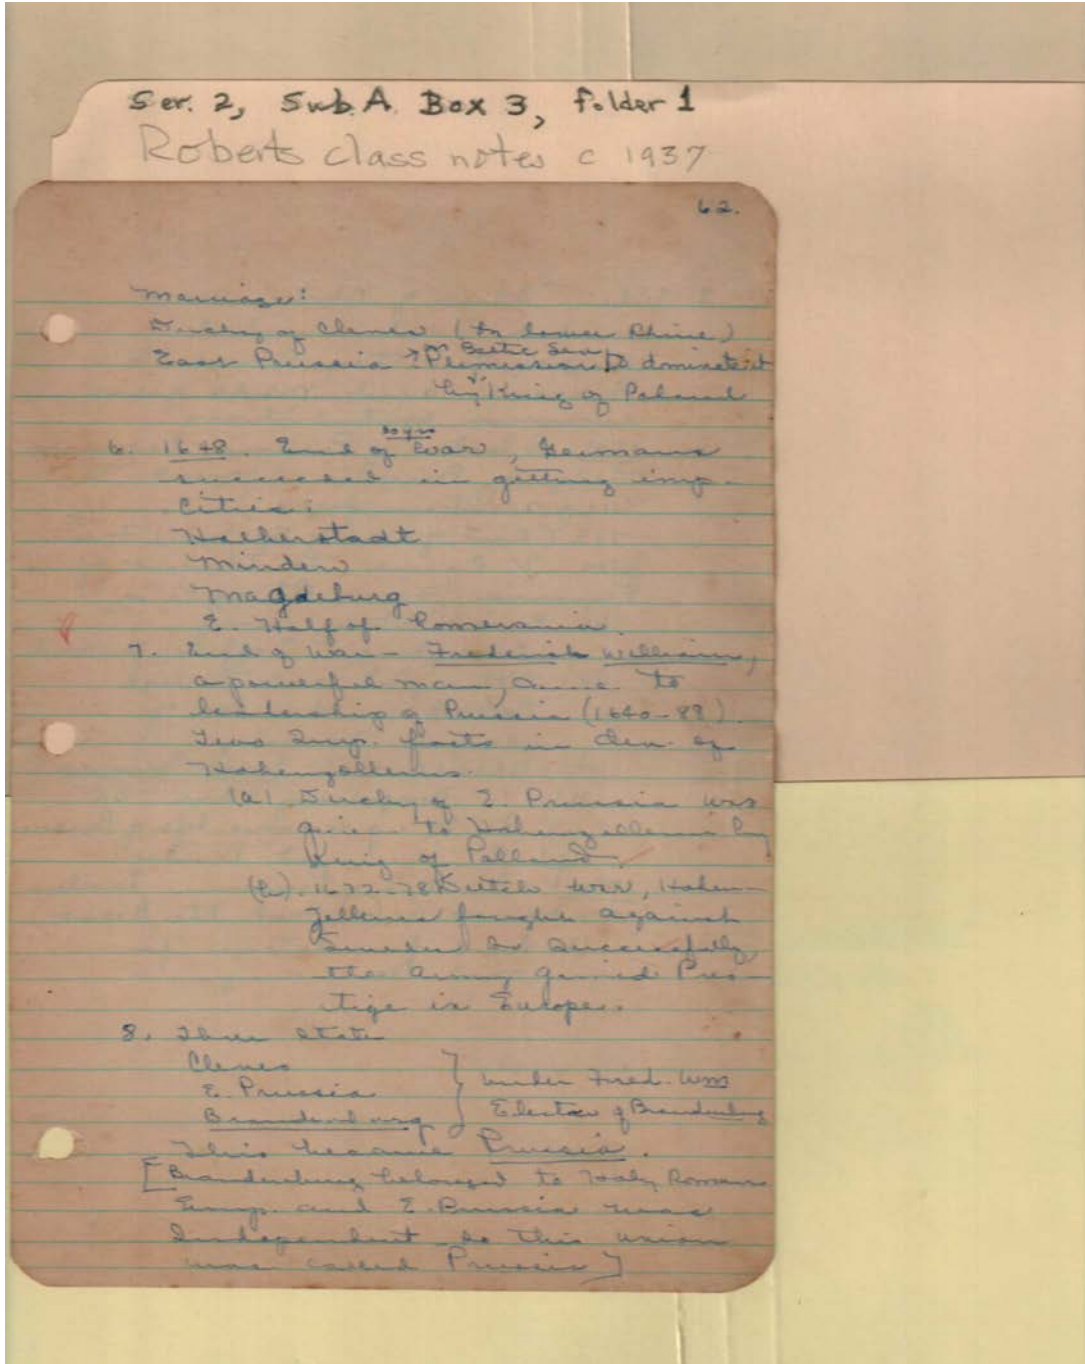 Ser. 2, Sub.A. Box 3, folder 1
Roberts class notes c 1937
62.
Marriage:
Duchy of Cleves (in lower Rhine)
East Prussia → on Baltic Sea dominated
by King of Poland
6. 1648. End of 30 yrs War, Germans
succeeded in getting imp.
Cities:
Halberstadt
Minden
Magdeburg
E. Half of Pomerania.
7. End of War - Frederick William,
a powerful man, came to
leadership of Prussia (1640-88).
Two Imp. facts in dev. of
Hohenzollerns.
(a). Duchy of E. Prussia was
given to Hohenzollerns by
King of Polland.
(b). 1672-78 Dutch War, Hohen-
zollerns fought against
Sweden so successfully
the army gained Pres-
tige in Europe.
8. Three States
Cleves
E. Prussia
Brandenburg
} under Fred. Wm
Elector of Brandenburg
This became Prussia.
[Brandenburg belonged to Holy Roman
Emp. and E. Prussia was
Independent so this union
was called Prussia]